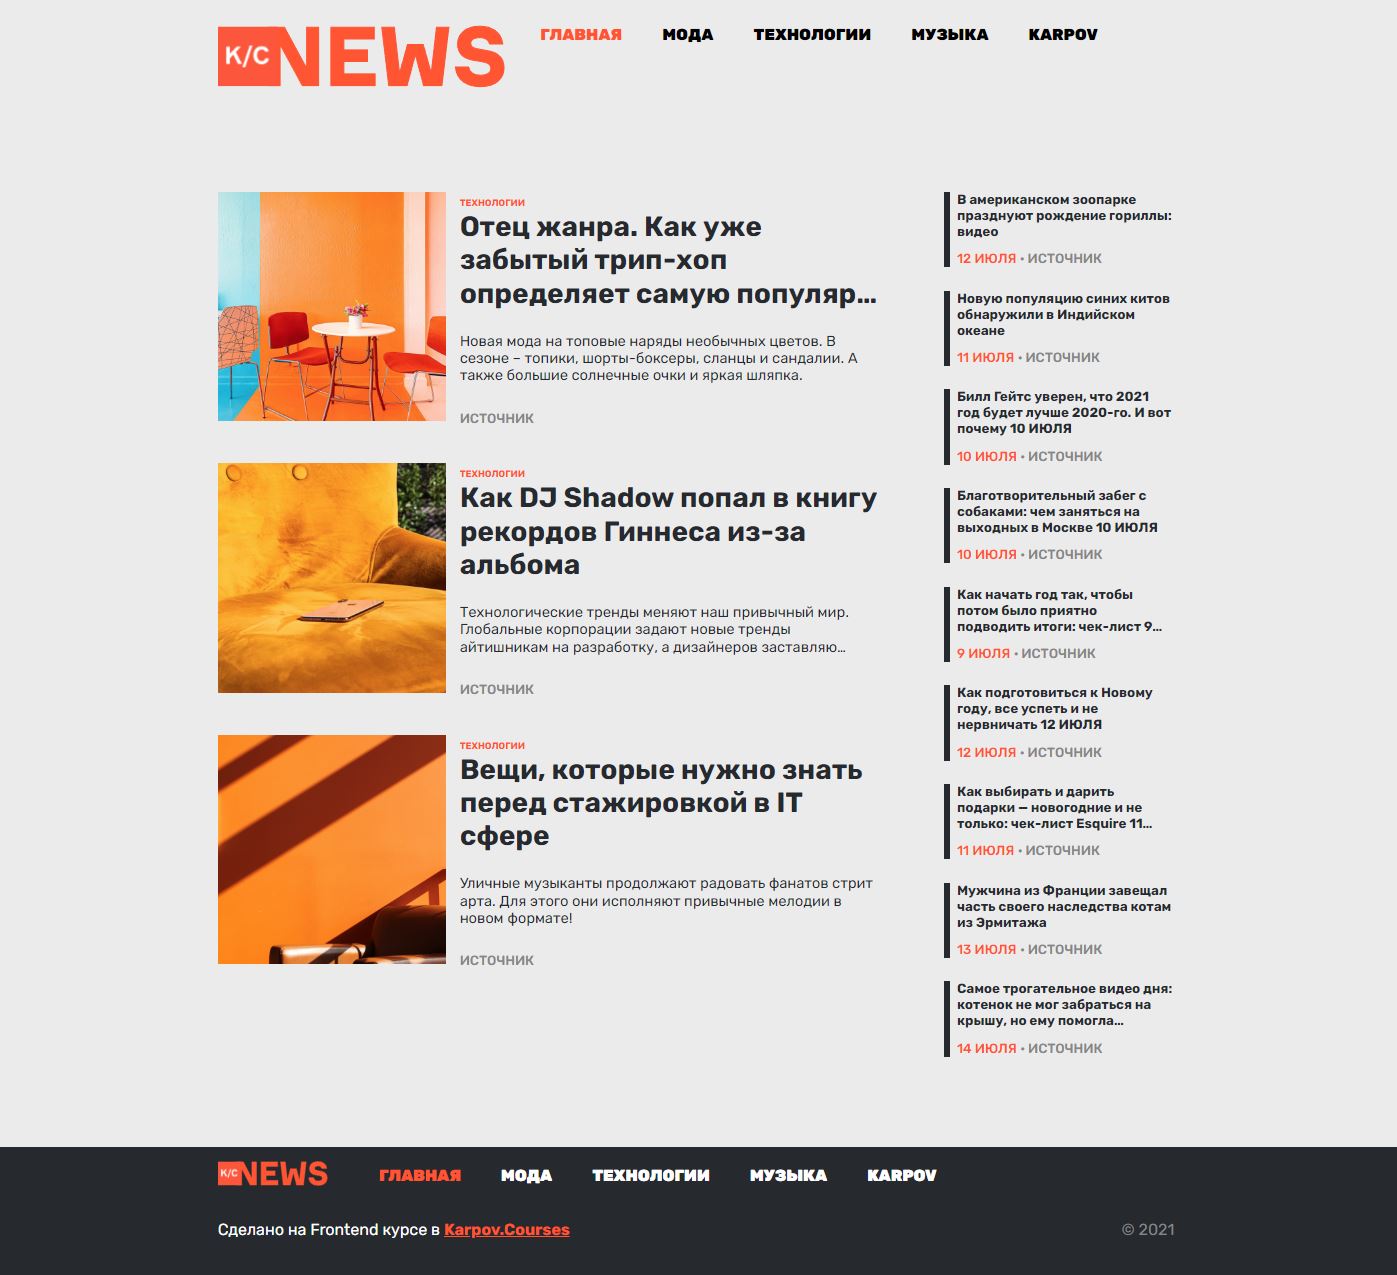 K/C NEWS
ГЛАВНАЯ МОДА ТЕХНОЛОГИИ МУЗЫКА KARPOV
ТЕХНОЛОГИИ
Отец жанра. Как уже
забытый трип-хоп
определяет самую популяр...
Новая мода на топовые наряды необычных цветов. В
сезоне – топики, шорты-боксеры, сланцы и сандалии. А
также большие солнечные очки и яркая шляпка.
ИСТОЧНИК
ТЕХНОЛОГИИ
Как DJ Shadow попал в книгу
рекордов Гиннеса из-за
альбома
Технологические тренды меняют наш привычный мир.
Глобальные корпорации задают новые тренды
айтишникам на разработку, а дизайнеров заставляю...
ИСТОЧНИК
ТЕХНОЛОГИИ
Вещи, которые нужно знать
перед стажировкой в IT
сфере
Уличные музыканты продолжают радовать фанатов стрит
арта. Для этого они исполняют привычные мелодии в
новом формате!
ИСТОЧНИК
В американском зоопарке
празднуют рождение гориллы:
видео
12 ИЮЛЯ • ИСТОЧНИК
Новую популяцию синих китов
обнаружили в Индийском
океане
11 ИЮЛЯ • ИСТОЧНИК
Билл Гейтс уверен, что 2021
год будет лучше 2020-го. И вот
почему 10 ИЮЛЯ
10 ИЮЛЯ • ИСТОЧНИК
Благотворительный забег с
собаками: чем заняться на
выходных в Москве 10 ИЮЛЯ
10 ИЮЛЯ • ИСТОЧНИК
Как начать год так, чтобы
потом было приятно
подводить итоги: чек-лист 9...
9 ИЮЛЯ • ИСТОЧНИК
Как подготовиться к Новому
году, все успеть и не
нервничать 12 ИЮЛЯ
12 ИЮЛЯ • ИСТОЧНИК
Как выбирать и дарить
подарки — новогодние и не
только: чек-лист Esquire 11...
11 ИЮЛЯ • ИСТОЧНИК
Мужчина из Франции завещал
часть своего наследства котам
из Эрмитажа
13 ИЮЛЯ • ИСТОЧНИК
Самое трогательное видео дня:
котенок не мог забраться на
крышу, но ему помогла...
14 ИЮЛЯ • ИСТОЧНИК
K/C NEWS
ГЛАВНАЯ МОДА ТЕХНОЛОГИИ МУЗЫКА KARPOV
Сделано на Frontend курсе в Karpov.Courses
© 2021